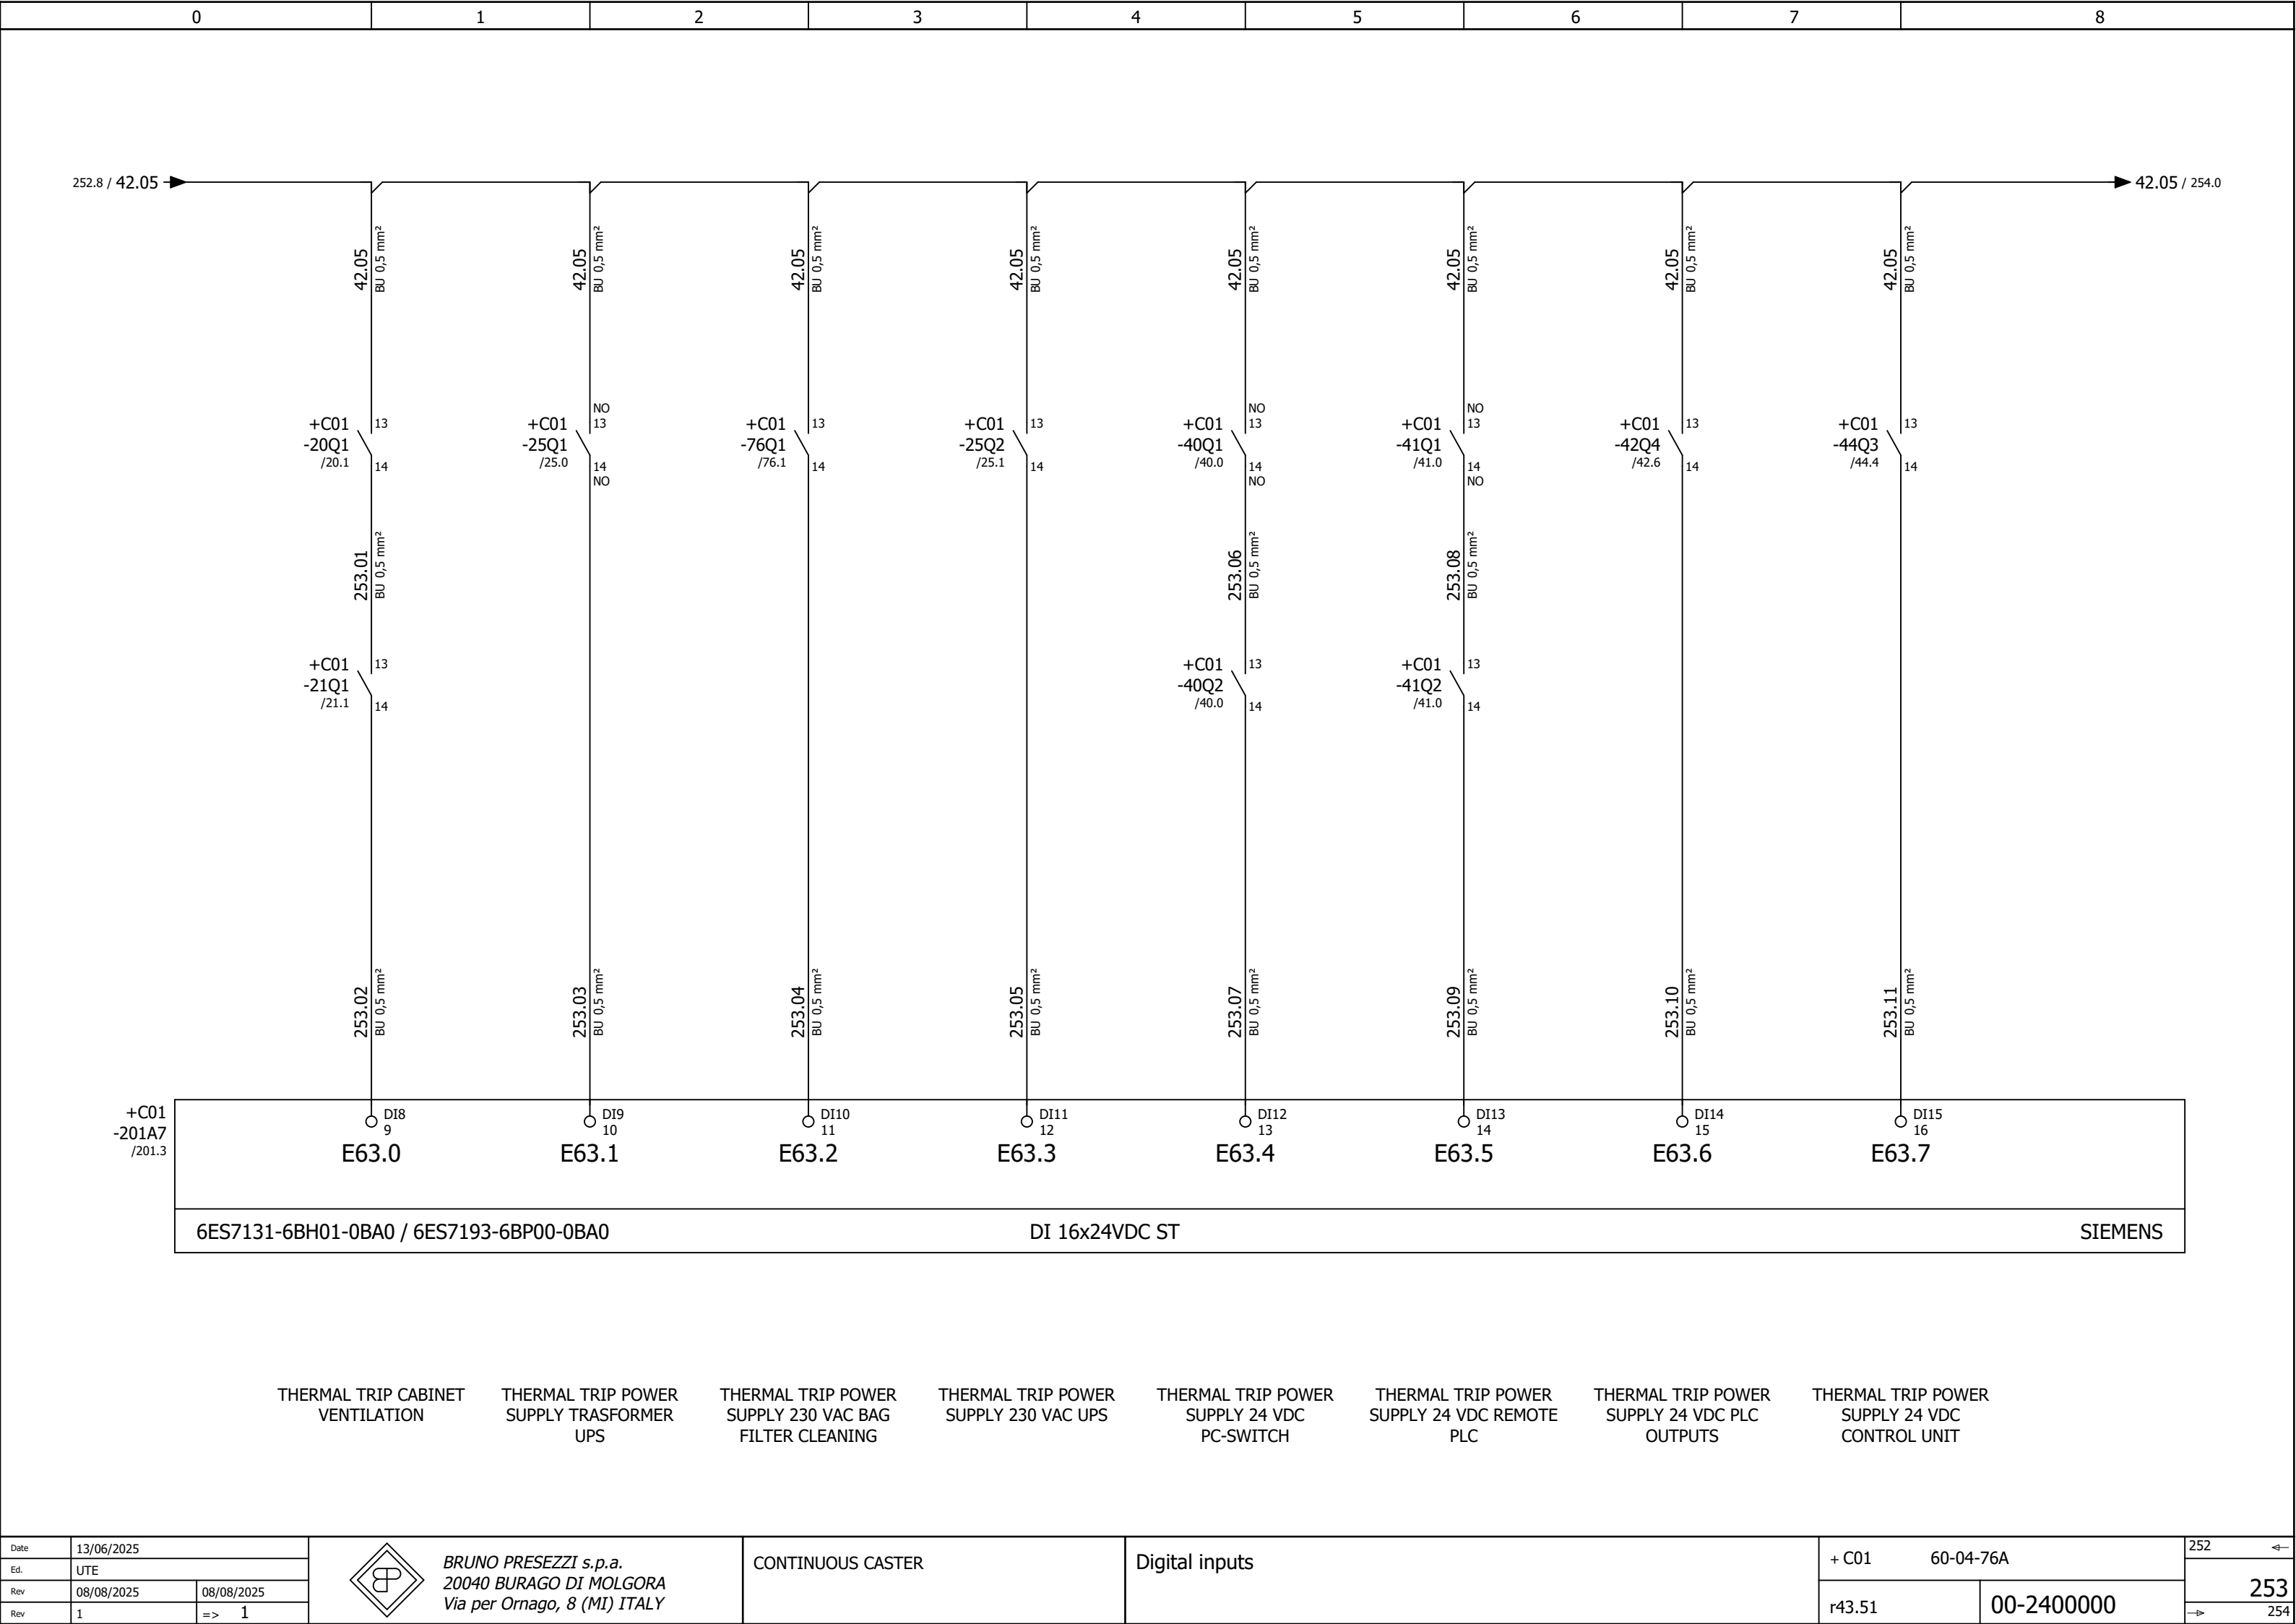 0 1 2 3 4 5 6 7 8
252.8 / 42.05
42.05 / 254.0
42.05 BU 0,5 mm²
42.05 BU 0,5 mm²
42.05 BU 0,5 mm²
42.05 BU 0,5 mm²
42.05 BU 0,5 mm²
42.05 BU 0,5 mm²
42.05 BU 0,5 mm²
42.05 BU 0,5 mm²
+C01 13
-20Q1
/20.1 14
NO
+C01 13
-25Q1
/25.0 14
NO
+C01 13
-76Q1
/76.1 14
+C01 13
-25Q2
/25.1 14
NO
+C01 13
-40Q1
/40.0 14
NO
NO
+C01 13
-41Q1
/41.0 14
NO
+C01 13
-42Q4
/42.6 14
+C01 13
-44Q3
/44.4 14
253.01 BU 0,5 mm²
253.06 BU 0,5 mm²
253.08 BU 0,5 mm²
+C01 13
-21Q1
/21.1 14
+C01 13
-40Q2
/40.0 14
+C01 13
-41Q2
/41.0 14
253.02 BU 0,5 mm²
253.03 BU 0,5 mm²
253.04 BU 0,5 mm²
253.05 BU 0,5 mm²
253.07 BU 0,5 mm²
253.09 BU 0,5 mm²
253.10 BU 0,5 mm²
253.11 BU 0,5 mm²
+C01
-201A7
/201.3
DI8
9
E63.0
DI9
10
E63.1
DI10
11
E63.2
DI11
12
E63.3
DI12
13
E63.4
DI13
14
E63.5
DI14
15
E63.6
DI15
16
E63.7
6ES7131-6BH01-0BA0 / 6ES7193-6BP00-0BA0 DI 16x24VDC ST SIEMENS
THERMAL TRIP CABINET
VENTILATION
THERMAL TRIP POWER
SUPPLY TRASFORMER
UPS
THERMAL TRIP POWER
SUPPLY 230 VAC BAG
FILTER CLEANING
THERMAL TRIP POWER
SUPPLY 230 VAC UPS
THERMAL TRIP POWER
SUPPLY 24 VDC
PC-SWITCH
THERMAL TRIP POWER
SUPPLY 24 VDC REMOTE
PLC
THERMAL TRIP POWER
SUPPLY 24 VDC PLC
OUTPUTS
THERMAL TRIP POWER
SUPPLY 24 VDC
CONTROL UNIT
Date 13/06/2025
Ed. UTE
Rev 08/08/2025 08/08/2025
Rev 1 => 1
BP
BRUNO PRESEZZI s.p.a.
20040 BURAGO DI MOLGORA
Via per Ornago, 8 (MI) ITALY
CONTINUOUS CASTER
Digital inputs
+ C01 60-04-76A
r43.51 00-2400000
252
253
254